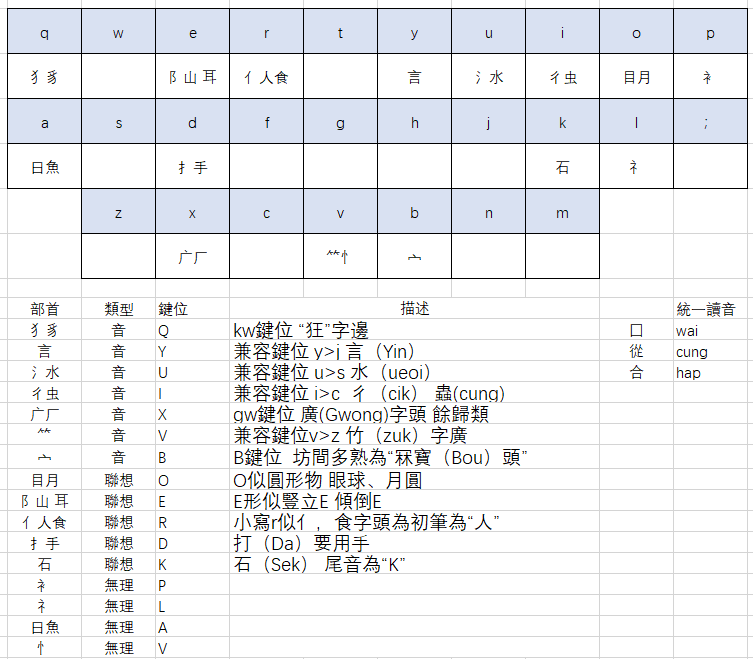 q w e r t y u i o p
犭豸 阝山 耳 亻人食 言 氵水 彳虫 目月 衤
a s d f g h j k l ;
日魚 扌手 石 礻
z x c v b n m
广厂 ⺮忄 亠
部首 類型 鍵位 描述 統一讀音
犭豸 音 Q kw鍵位 “狂”字邊 囗 wai
言 音 Y 兼容鍵位 y>j 言（Yin） 從 cung
氵水 音 U 兼容鍵位 u>s 水（ueoi） 合 hap
彳虫 音 I 兼容鍵位 i>c 彳（cik） 蟲(cung)
广厂 音 X gw鍵位 廣(Gwong)字頭 餘歸類
⺮ 音 V 兼容鍵位v>z 竹（zuk）字廣
亠 音 B B鍵位 坊間多熟為“冧寶（Bou）頭”
目月 聯想 O O似圓形物 眼球、月圓
阝山 耳 聯想 E E形似豎立E 傾倒E
亻人食 聯想 R 小寫r似亻，食字頭為初筆為“人”
扌手 聯想 D 打（Da）要用手
石 聯想 K 石（Sek） 尾音為“K”
衤 無理 P
礻 無理 L
日魚 無理 A
忄 無理 V